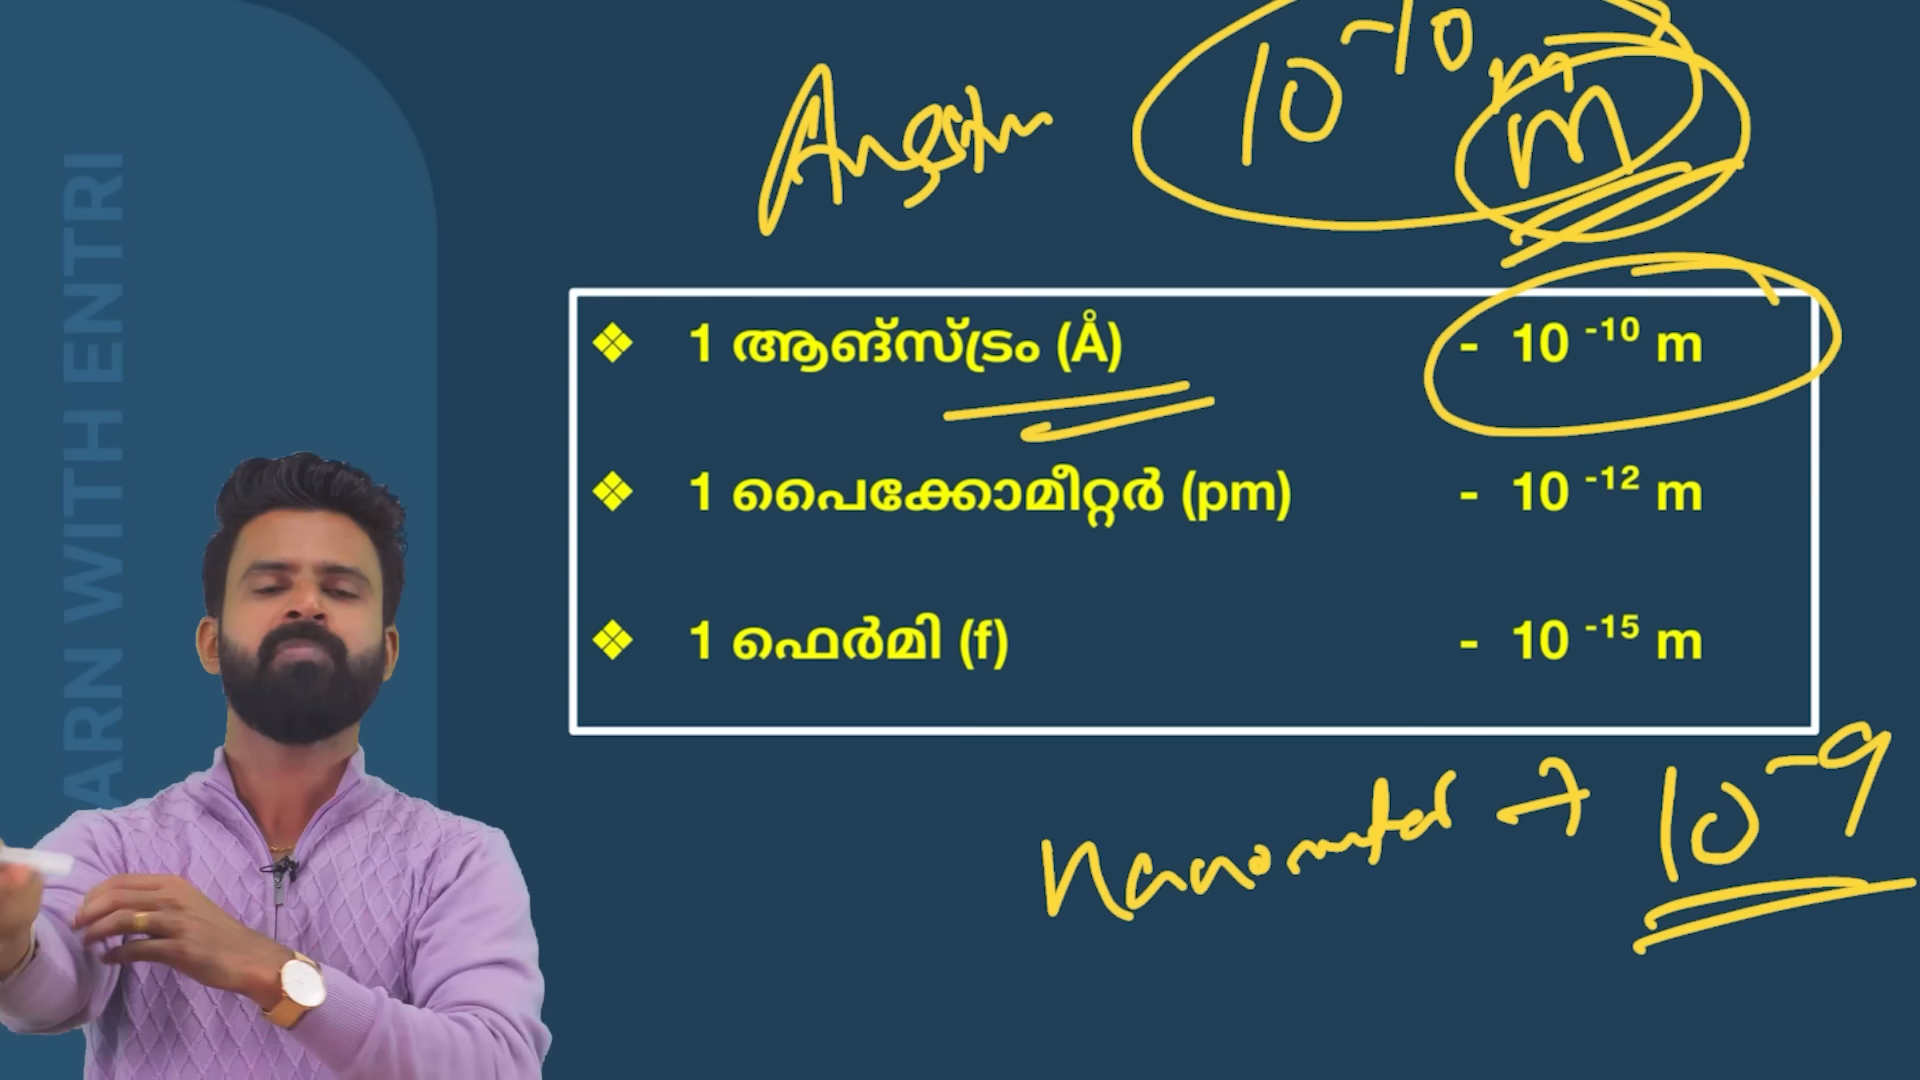 10⁻¹⁰ m
m
❖ 1 ആങ്സ്ട്രം (Å) - 10 ⁻¹⁰ m
❖ 1 പൈക്കോമീറ്റർ (pm) - 10 ⁻¹² m
❖ 1 ഫെർമി (f) - 10 ⁻¹⁵ m
Nanometer → 10⁻⁹
ARN WITH ENTRI